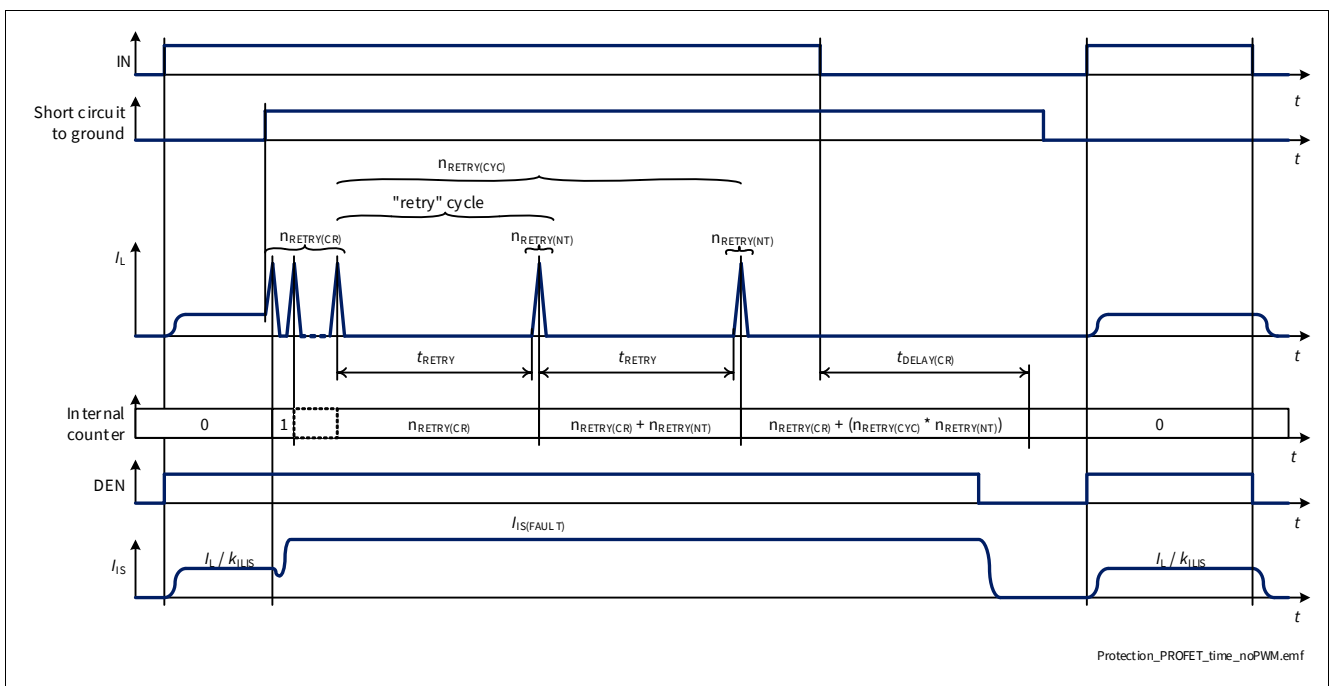 IN
t
Short circuit
to ground
t
nRETRY(CYC)
"retry" cycle
nRETRY(CR)
nRETRY(NT)
nRETRY(NT)
IL
t
tRETRY
tRETRY
tDELAY(CR)
Internal
counter
0
1
nRETRY(CR)
nRETRY(CR) + nRETRY(NT)
nRETRY(CR) + (nRETRY(CYC) * nRETRY(NT))
0
t
DEN
t
IIS(FAULT)
IIS
IL / kILIS
IL / kILIS
t
Protection_PROFET_time_noPWM.emf